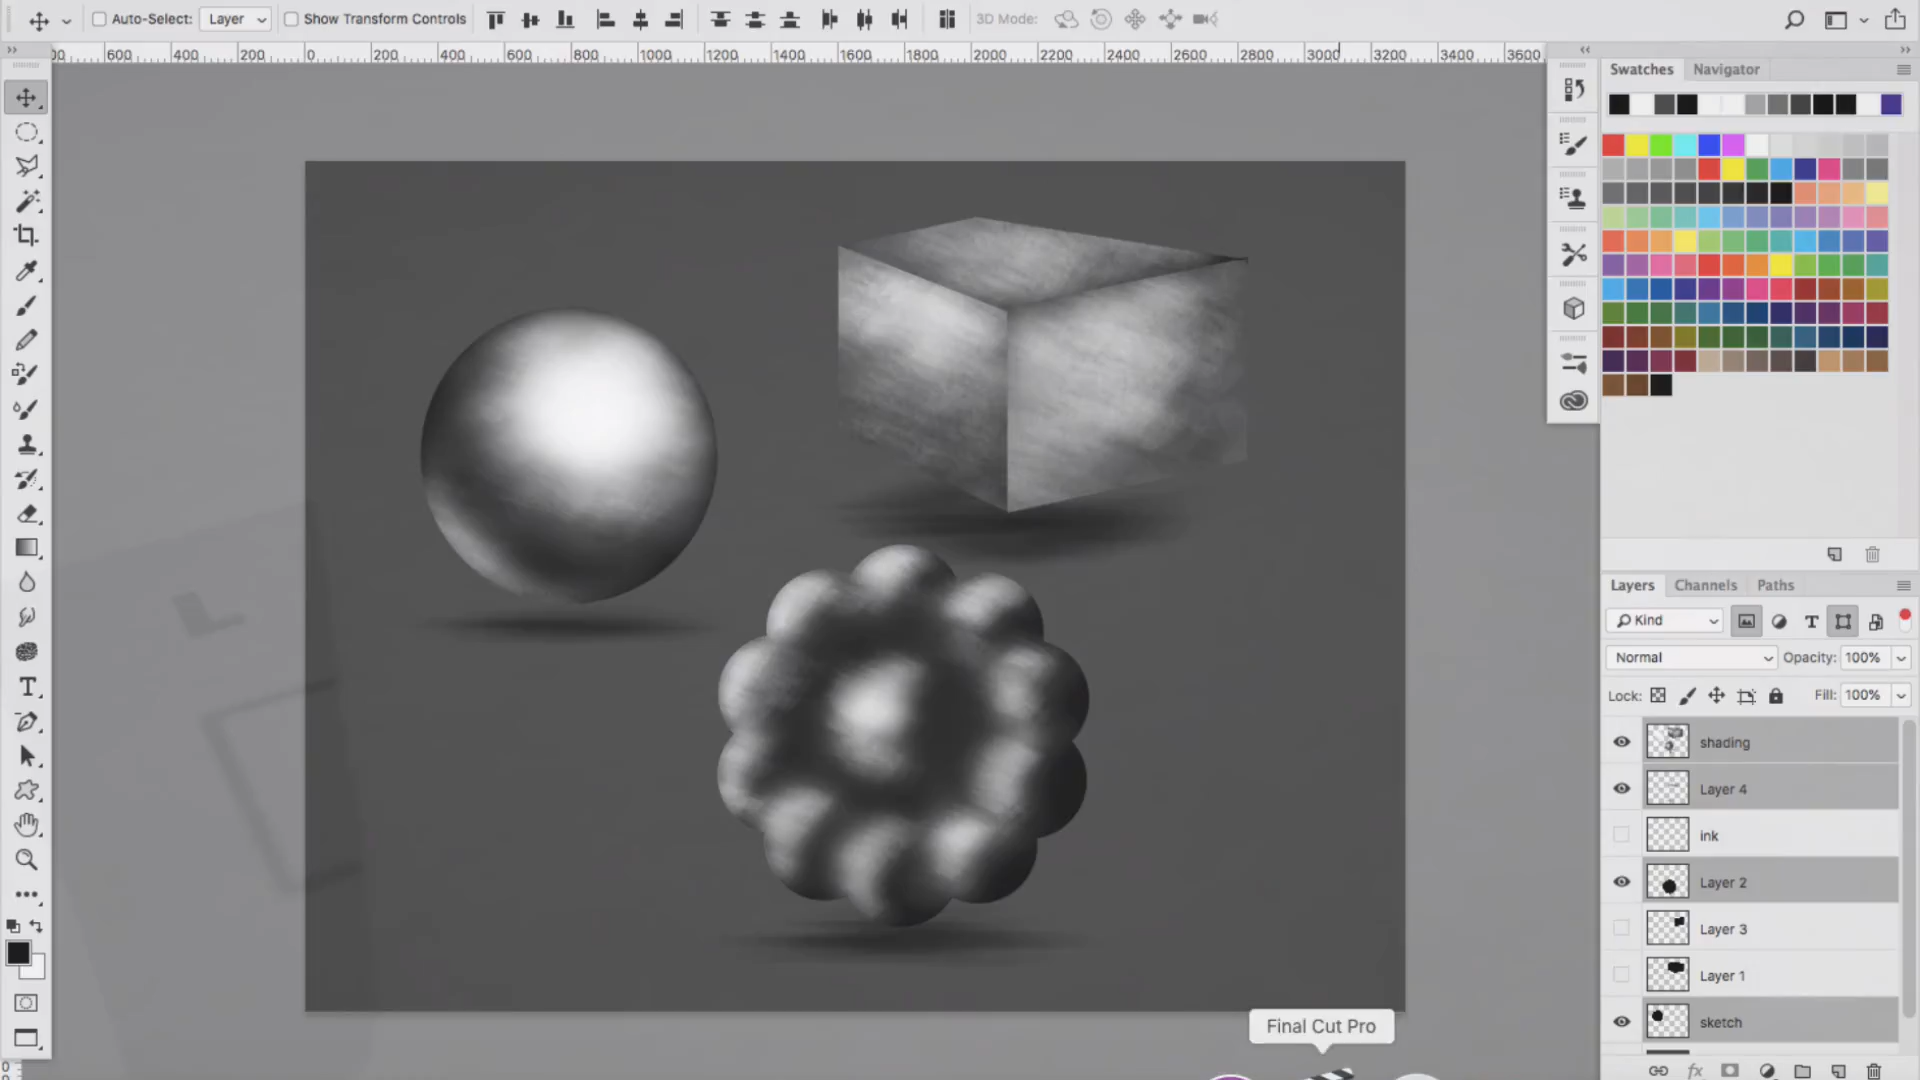 Auto-Select: Layer Show Transform Controls 3D Mode:
600 400 200 0 200 400 600 800 1000 1200 1400 1600 1800 2000 2200 2400 2600 2800 3000 3200 3400 3600
Swatches Navigator
Layers Channels Paths
Kind
Normal Opacity: 100%
Lock: Fill: 100%
shading
Layer 4
ink
Layer 2
Layer 3
Layer 1
sketch
Final Cut Pro